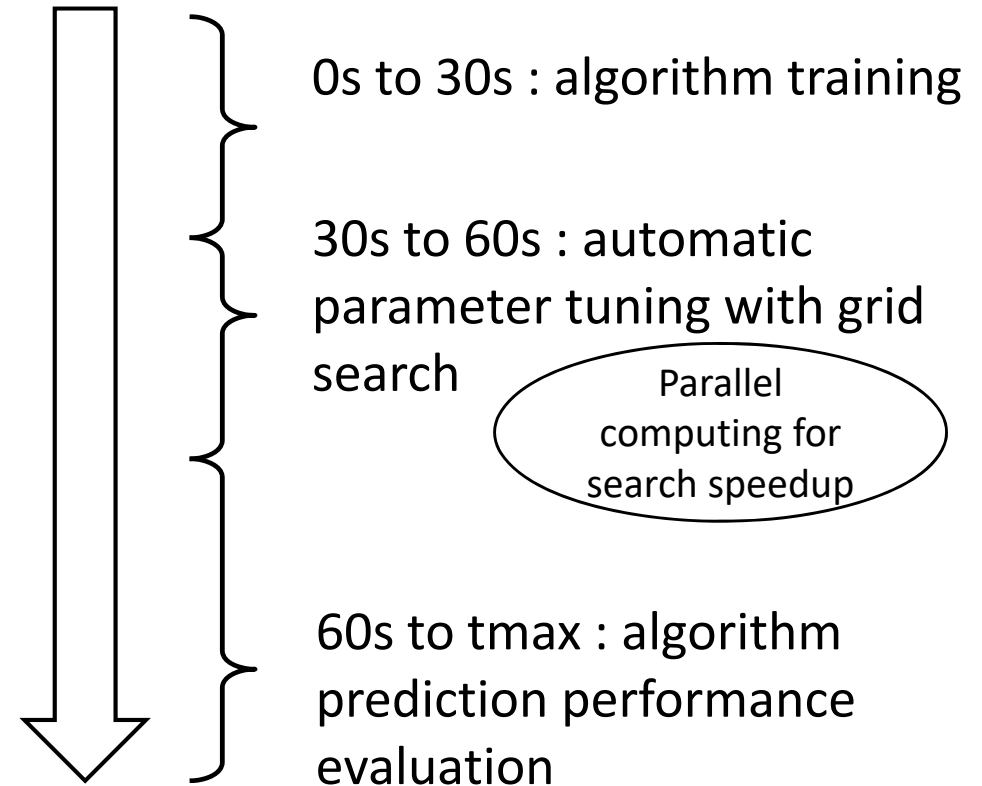 0s to 30s : algorithm training
30s to 60s : automatic
parameter tuning with grid
search
Parallel
computing for
search speedup
60s to tmax : algorithm
prediction performance
evaluation